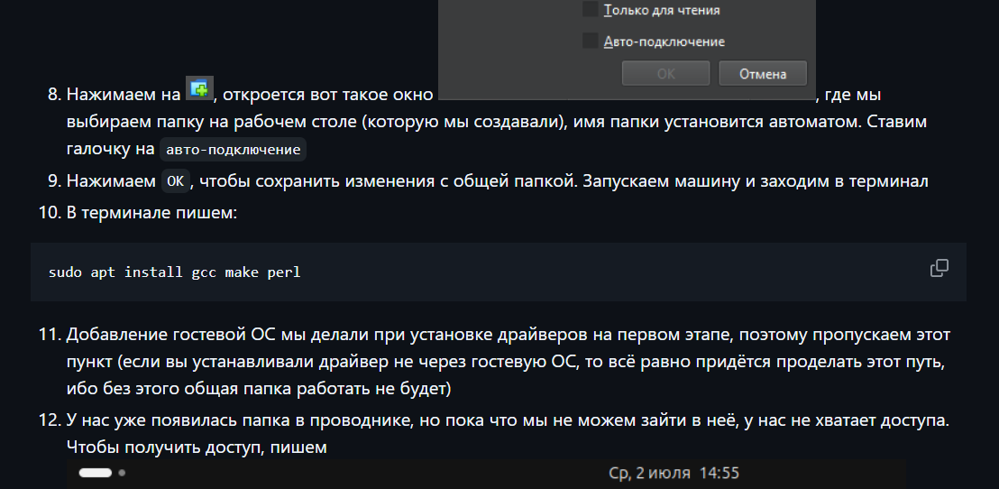 Только для чтения
Авто-подключение
ОК
Отмена
8. Нажимаем на , откроется вот такое окно , где мы
выбираем папку на рабочем столе (которую мы создавали), имя папки установится автоматом. Ставим
галочку на авто-подключение
9. Нажимаем ОК, чтобы сохранить изменения с общей папкой. Запускаем машину и заходим в терминал
10. В терминале пишем:
sudo apt install gcc make perl
11. Добавление гостевой ОС мы делали при установке драйверов на первом этапе, поэтому пропускаем этот
пункт (если вы устанавливали драйвер не через гостевую ОС, то всё равно придётся проделать этот путь,
ибо без этого общая папка работать не будет)
12. У нас уже появилась папка в проводнике, но пока что мы не можем зайти в неё, у нас не хватает доступа.
Чтобы получить доступ, пишем
Ср, 2 июля 14:55